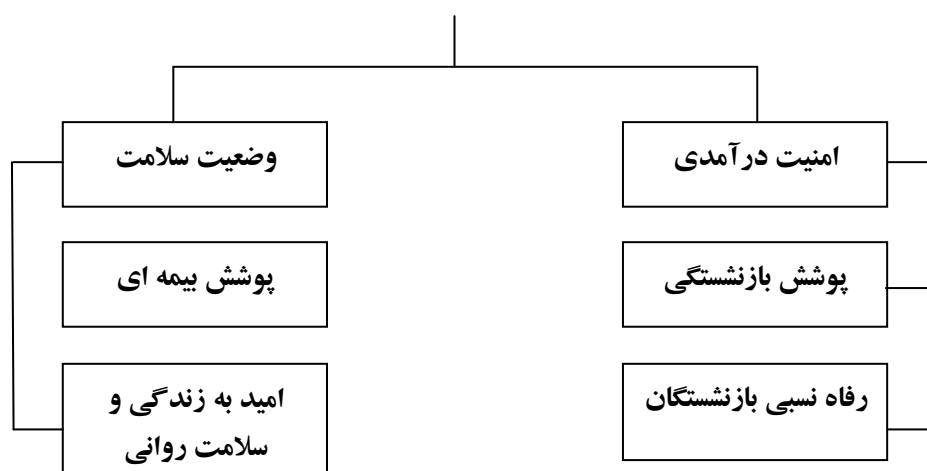 امنیت درآمدی
وضعیت سلامت
پوشش بازنشستگی
پوشش بیمه ای
رفاه نسبی بازنشستگان
امید به زندگی و
سلامت روانی